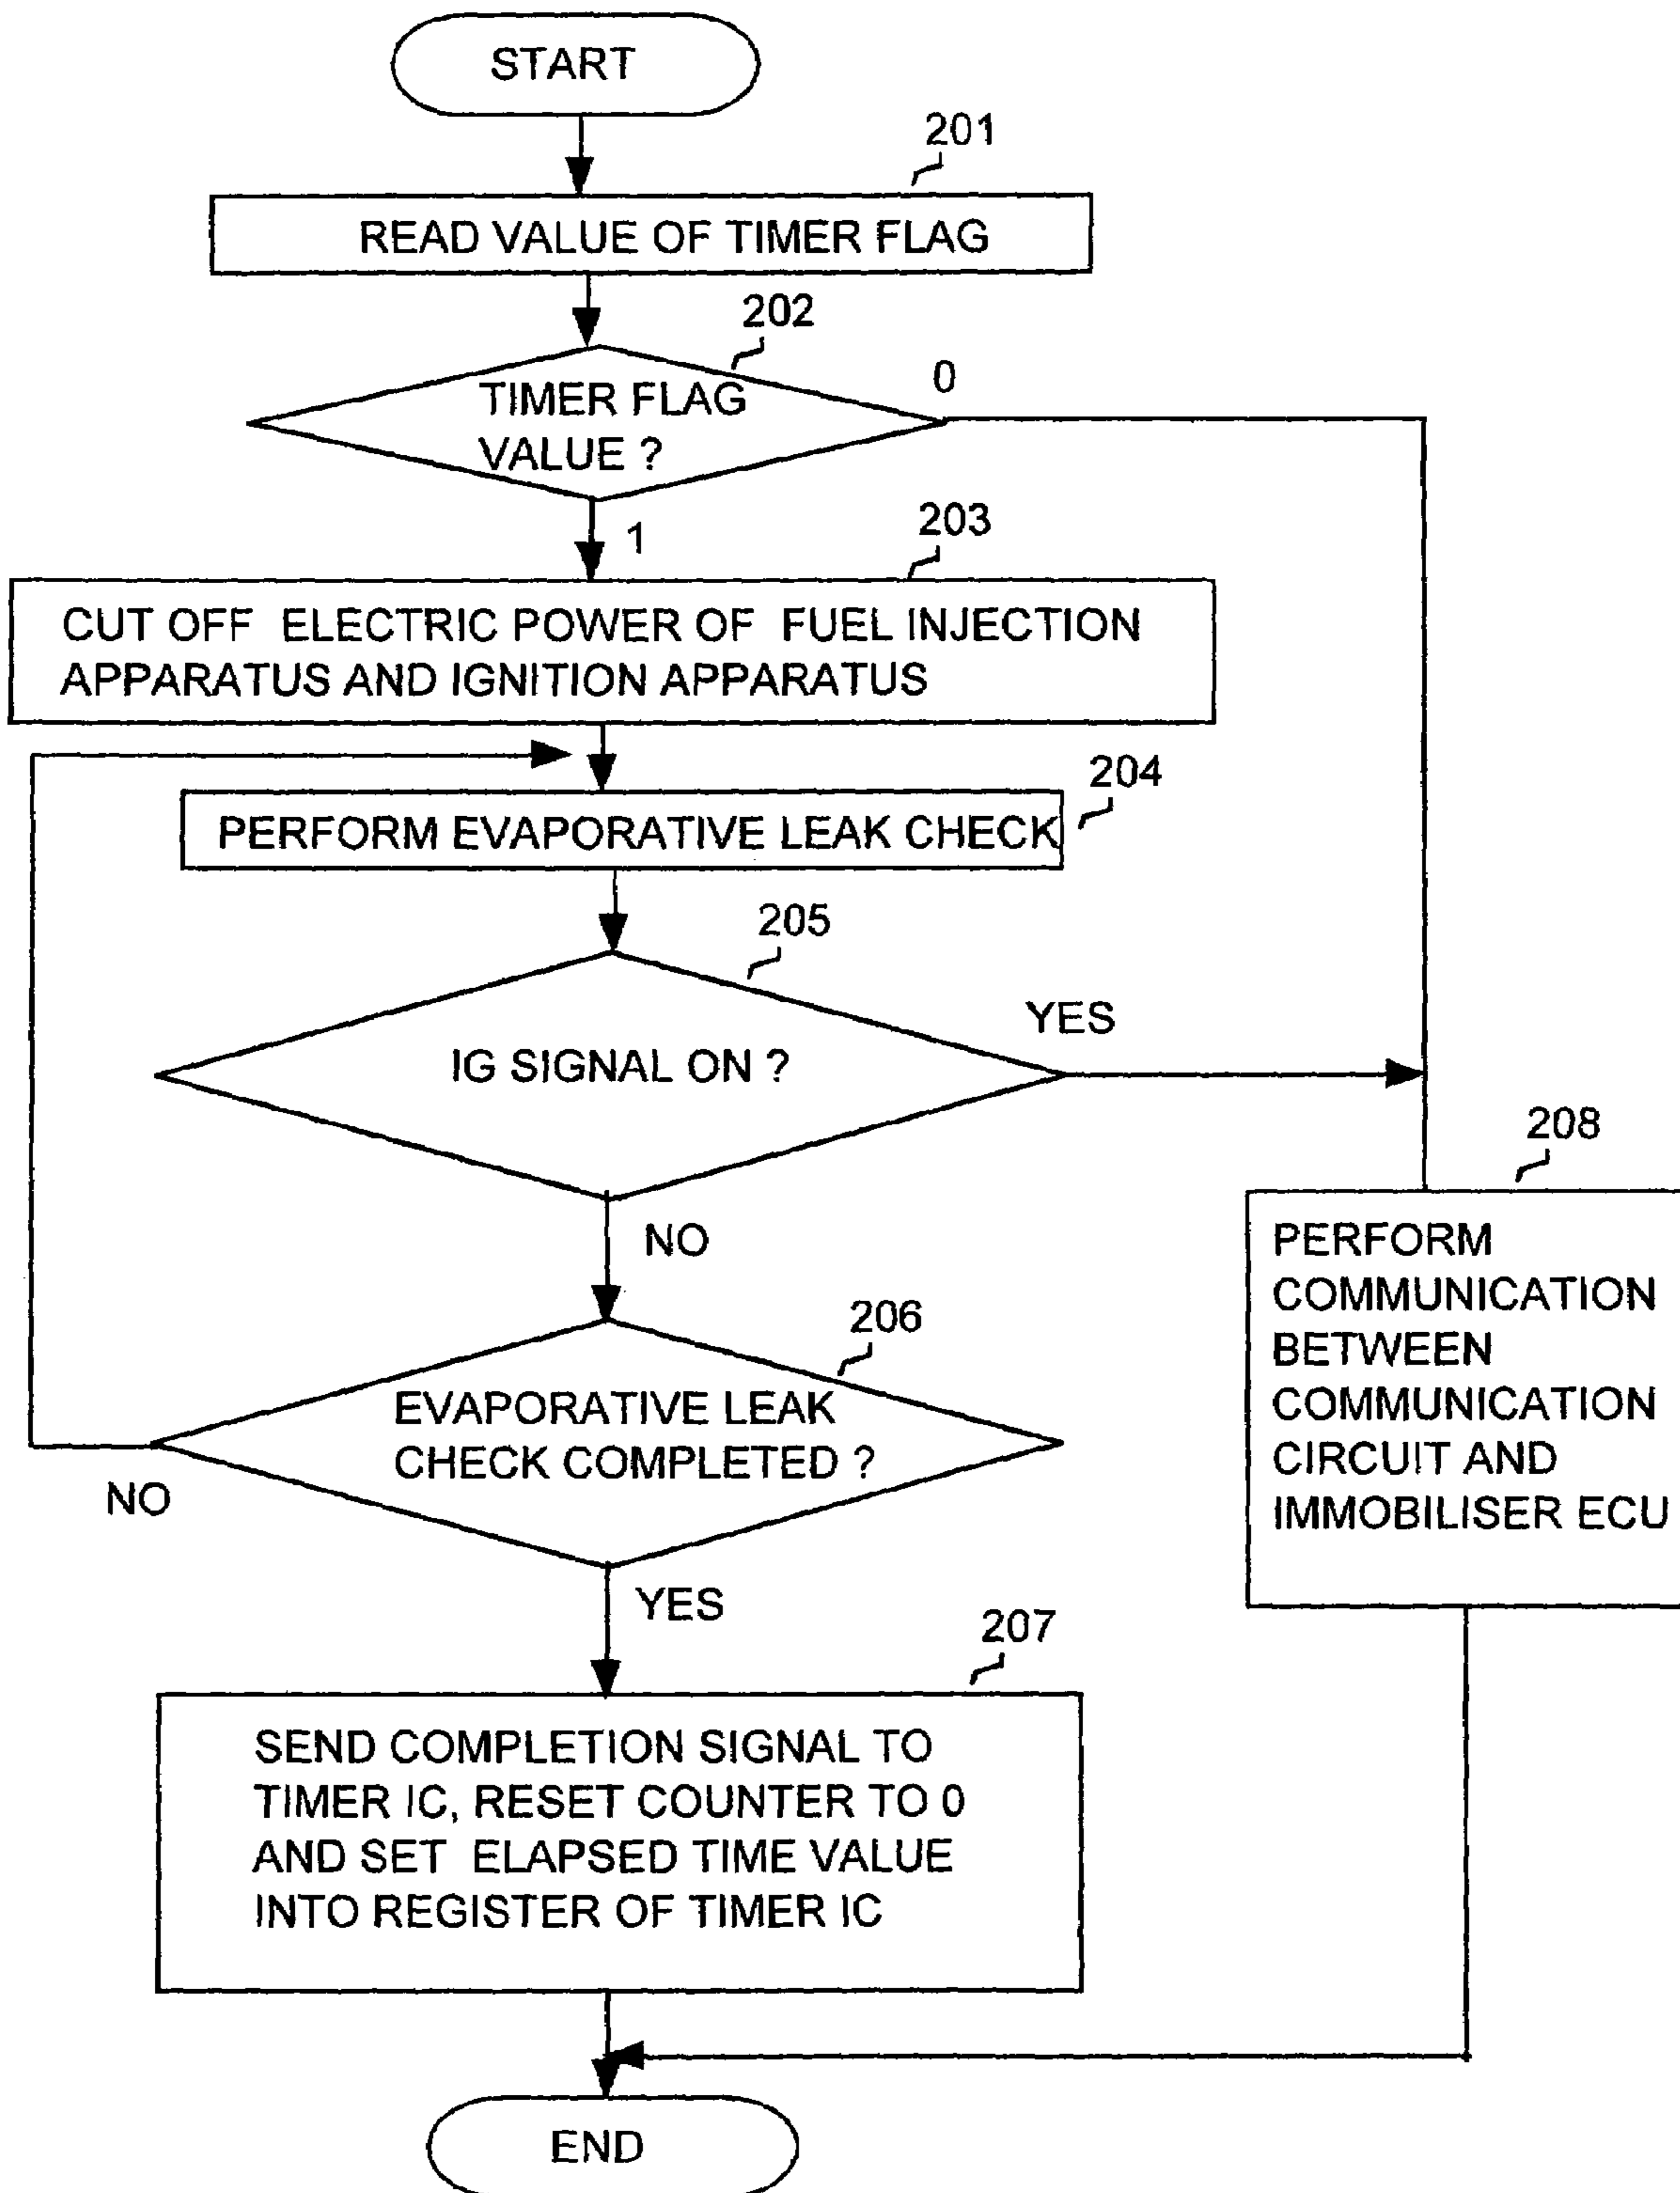 START
201
READ VALUE OF TIMER FLAG
202
0
TIMER FLAG
VALUE ?
1
203
CUT OFF ELECTRIC POWER OF FUEL INJECTION
APPARATUS AND IGNITION APPARATUS
204
PERFORM EVAPORATIVE LEAK CHECK
205
YES
IG SIGNAL ON ?
NO
208
PERFORM
COMMUNICATION
BETWEEN
COMMUNICATION
CIRCUIT AND
IMMOBILISER ECU
206
EVAPORATIVE LEAK
CHECK COMPLETED ?
NO
YES
207
SEND COMPLETION SIGNAL TO
TIMER IC, RESET COUNTER TO 0
AND SET ELAPSED TIME VALUE
INTO REGISTER OF TIMER IC
END